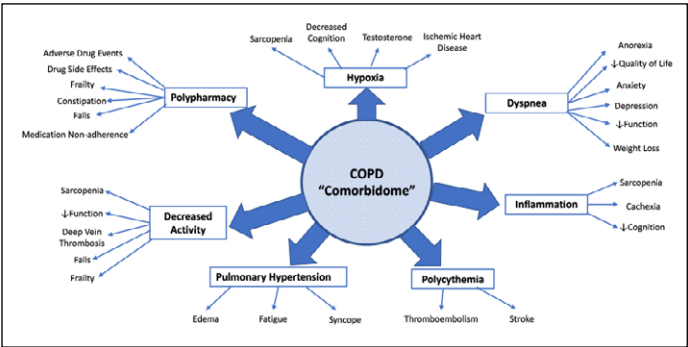 COPD
"Comorbidome"
Hypoxia
Sarcopenia
Decreased
Cognition
Testosterone
Ischemic Heart
Disease
Dyspnea
Anorexia
↓Quality of Life
Anxiety
Depression
↓Function
Weight Loss
Inflammation
Sarcopenia
Cachexia
↓Cognition
Polycythemia
Thromboembolism
Stroke
Pulmonary Hypertension
Edema
Fatigue
Syncope
Decreased
Activity
Sarcopenia
↓Function
Deep Vein
Thrombosis
Falls
Frailty
Polypharmacy
Adverse Drug Events
Drug Side Effects
Frailty
Constipation
Falls
Medication Non-adherence